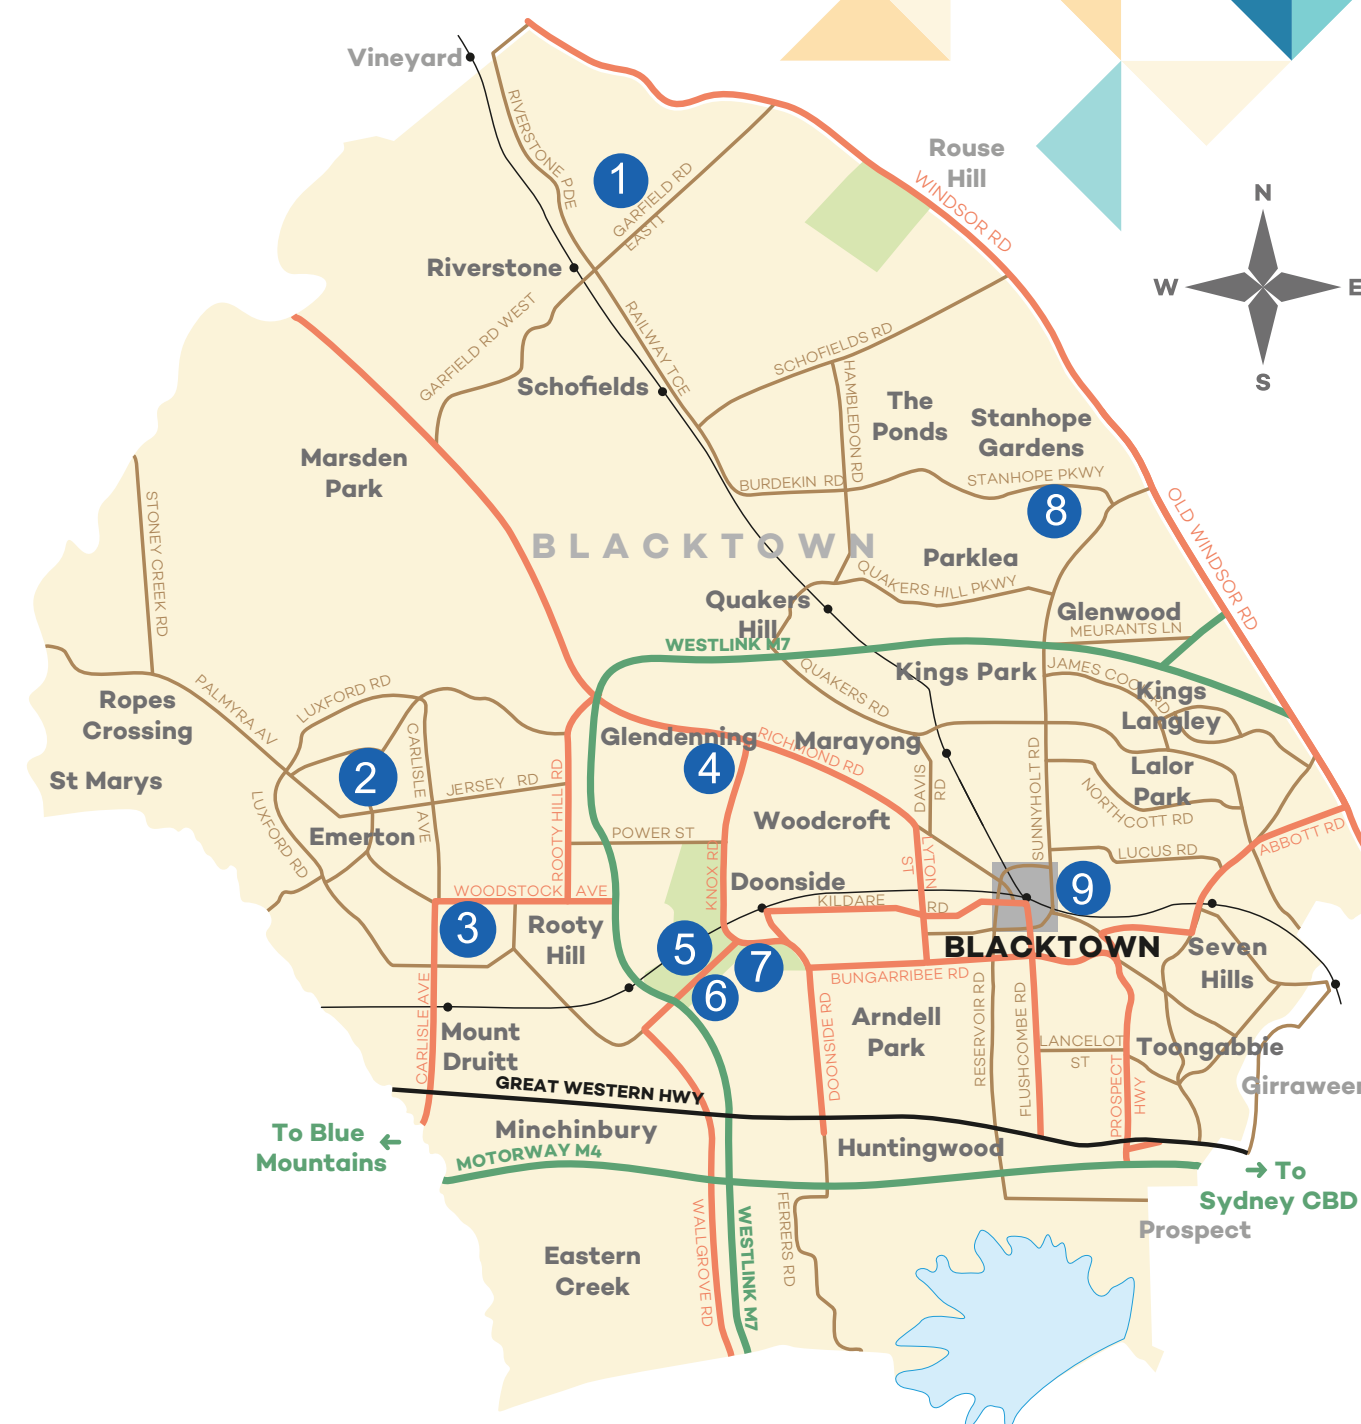 Vineyard
RIVERSTONE PDE
1
GARFIELD RD
EAST1
Rouse
Hill
WINDSOR RD
N
W
E
S
Riverstone
GARFIELD RD WEST
RAILWAY TCE
Schofields
SCHOFIELDS RD
HAMBLEDON RD
The
Ponds
Stanhope
Gardens
STANHOPE PKWY
BURDEKIN RD
8
OLD WINDSOR RD
Marsden
Park
STONEY CREEK RD
BLACKTOWN
Parklea
QUAKERS HILL PKWY
Quakers
Hill
Glenwood
MEURANTS LN
WESTLINK M7
QUAKERS RD
Kings Park
JAMES COOK RD
Kings
Langley
Ropes
Crossing
PALMYRA AV
LUXFORD RD
CARLISLE AVE
St Marys
2
JERSEY RD
LUXFORD RD
Emerton
ROOTY HILL RD
Glendenning
4
RICHMOND RD
Marayong
DAVIS
RD
SUNNYHOLT RD
Lalor
Park
NORTHCOTT RD
Woodcroft
POWER ST
KNOX RD
LYTON
ST
LUCUS RD
ABBOTT RD
Doonside
KILDARE
RD
9
WOODSTOCK AVE
3
Rooty
Hill
5
7
6
BLACKTOWN
Seven
Hills
BUNGARRIBEE RD
CARLISLE AVE
Mount
Druitt
DOONSIDE RD
Arndell
Park
RESERVOIR RD
FLUSHCOMBE RD
LANCELOT
ST
Toongabbie
PROSPECT
HWY
Girraween
GREAT WESTERN HWY
Minchinbury
To Blue
Mountains
MOTORWAY M4
Huntingwood
To
Sydney CBD
Prospect
WALLGROVE RD
WESTLINK M7
FERRERS RD
Eastern
Creek